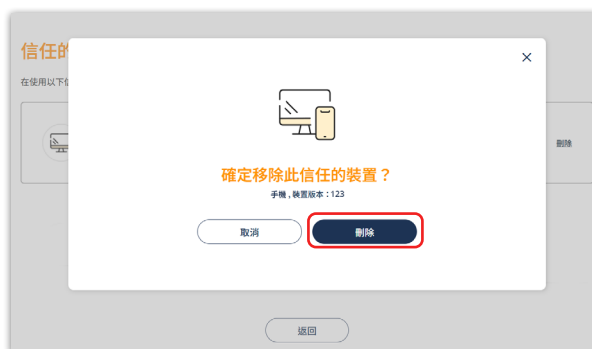 信任的
在使用以下信
刪除
確定移除此信任的裝置？
手機 , 裝置版本：123
取消
刪除
返回